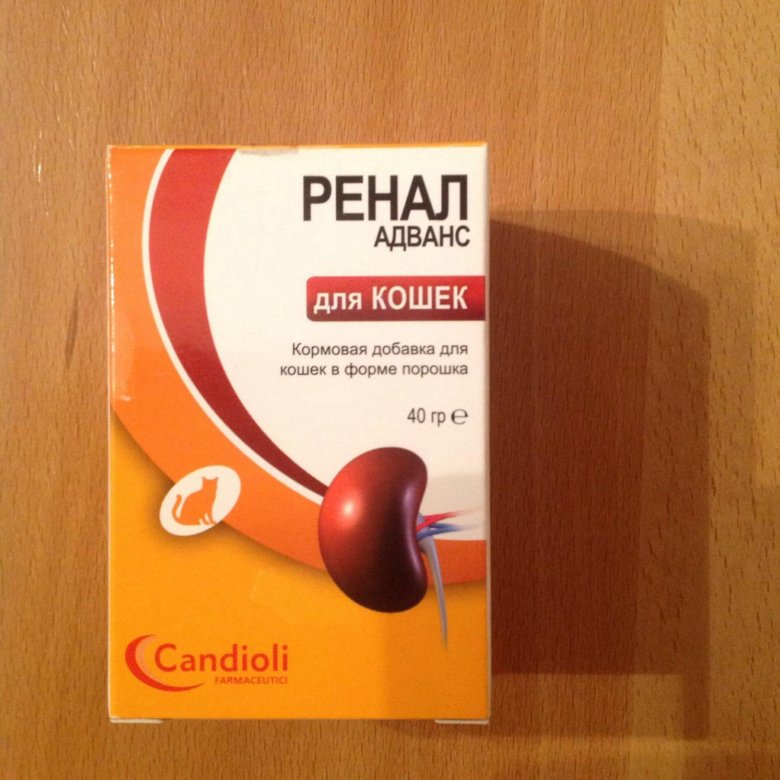 РЕНАЛ
АДВАНС
для КОШЕК
Кормовая добавка для
кошек в форме порошка
40 гр ℮
Candioli
FARMACEUTICI